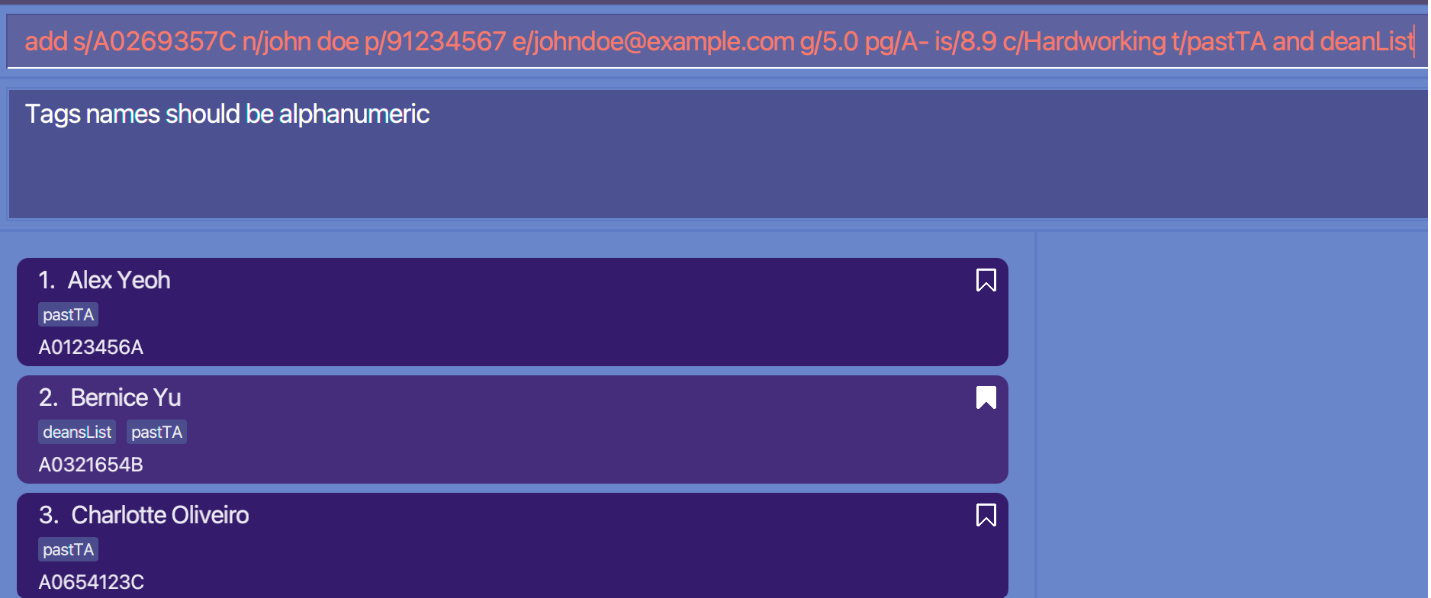 add s/A0269357C n/john doe p/91234567 e/johndoe@example.com g/5.0 pg/A- is/8.9 c/Hardworking t/pastTA and deanList
Tags names should be alphanumeric
1. Alex Yeoh
pastTA
A0123456A
2. Bernice Yu
deansList pastTA
A0321654B
3. Charlotte Oliveiro
pastTA
A0654123C